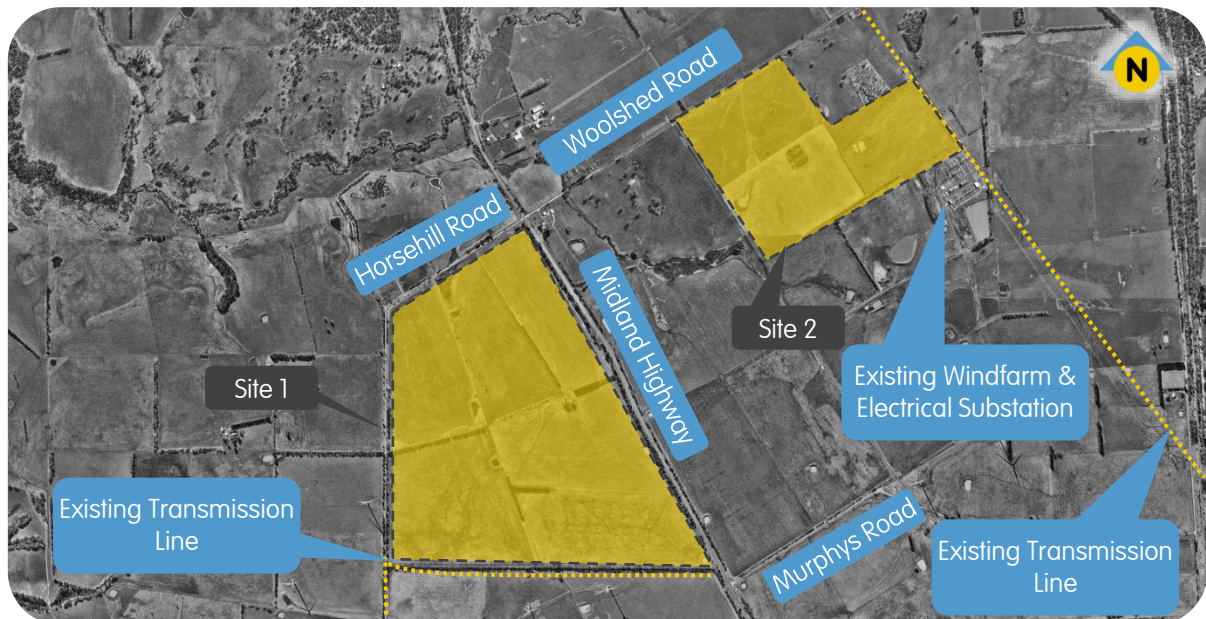 Woolshed Road
N
Horsehill Road
Midland Highway
Site 2
Site 1
Existing Windfarm &
Electrical Substation
Existing Transmission
Line
Murphys Road
Existing Transmission
Line